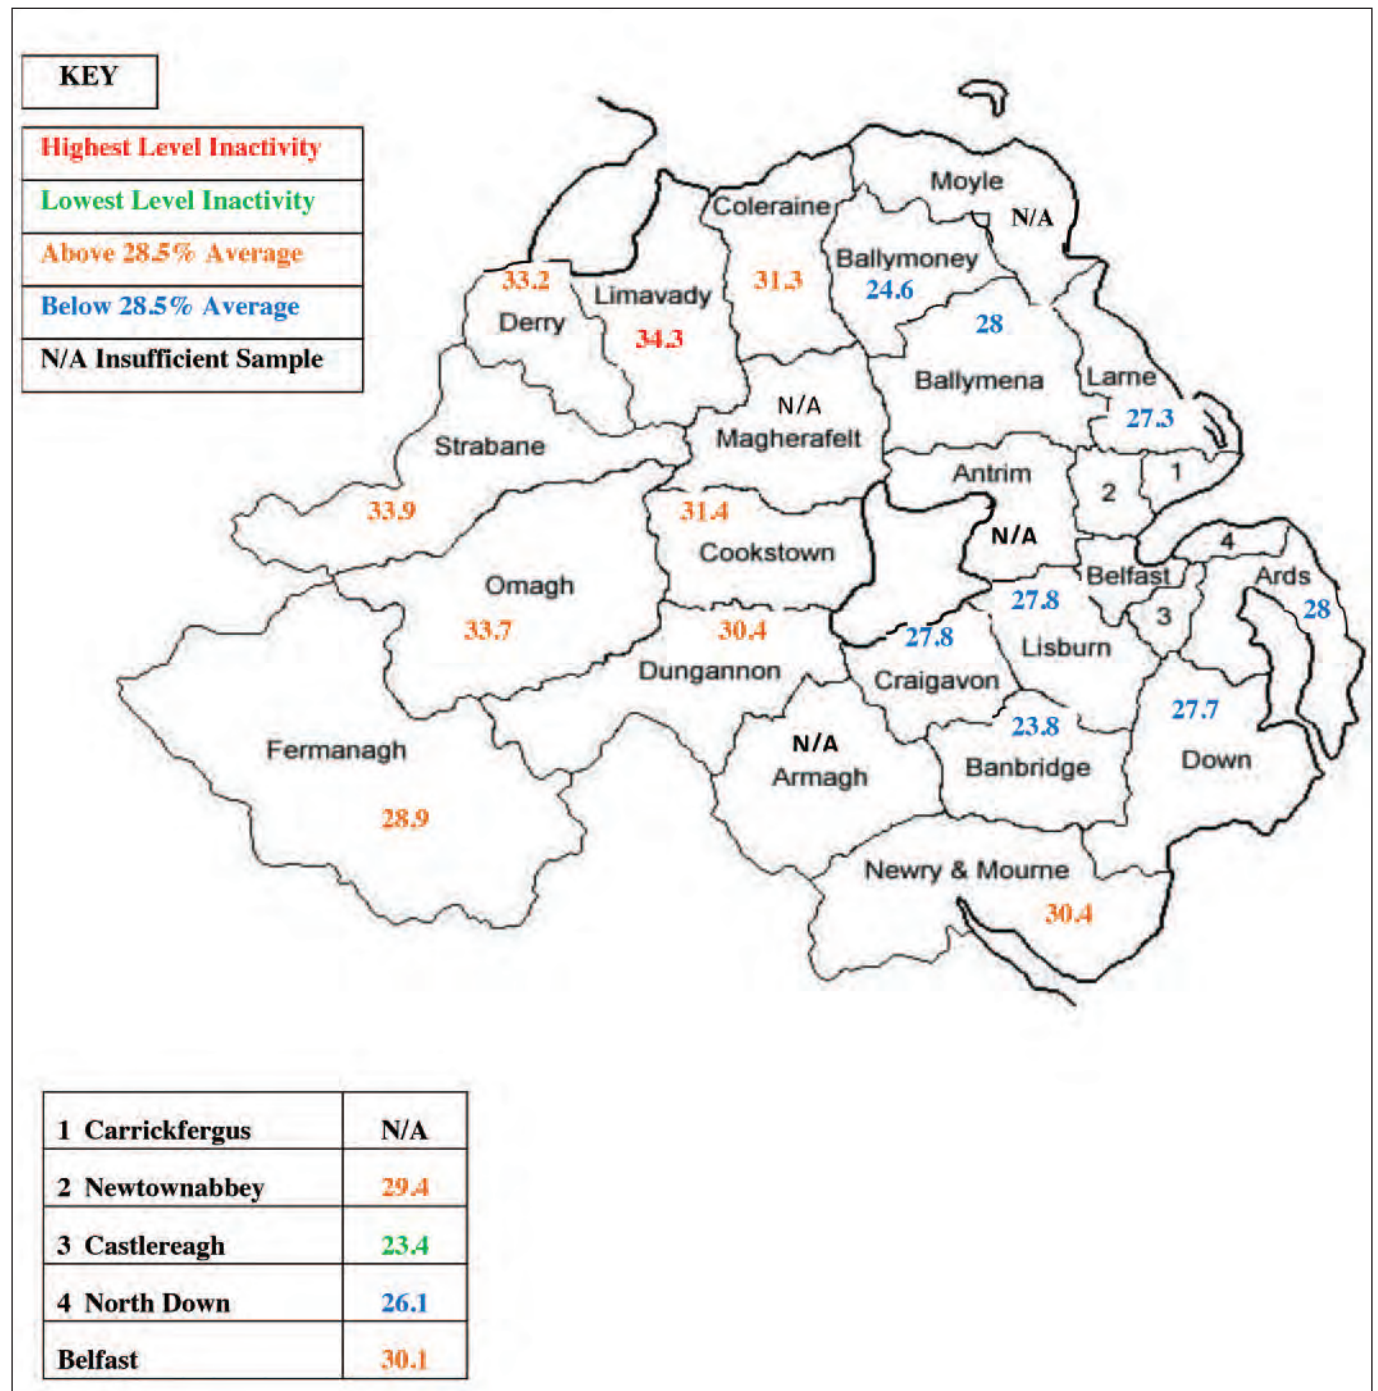 KEY
Highest Level Inactivity
Lowest Level Inactivity
Above 28.5% Average
Below 28.5% Average
N/A Insufficient Sample
Moyle
N/A
Coleraine
31.3
Ballymoney
24.6
33.2
Derry
Limavady
34.3
28
Ballymena
Larne
27.3
N/A
Magherafelt
Strabane
33.9
Antrim
N/A
2
1
31.4
Cookstown
4
Belfast
Ards
28
Omagh
33.7
27.8
Lisburn
3
30.4
Dungannon
27.8
Craigavon
27.7
Down
23.8
Banbridge
N/A
Armagh
Fermanagh
28.9
Newry & Mourne
30.4
1 Carrickfergus N/A
2 Newtownabbey 29.4
3 Castlereagh 23.4
4 North Down 26.1
Belfast 30.1